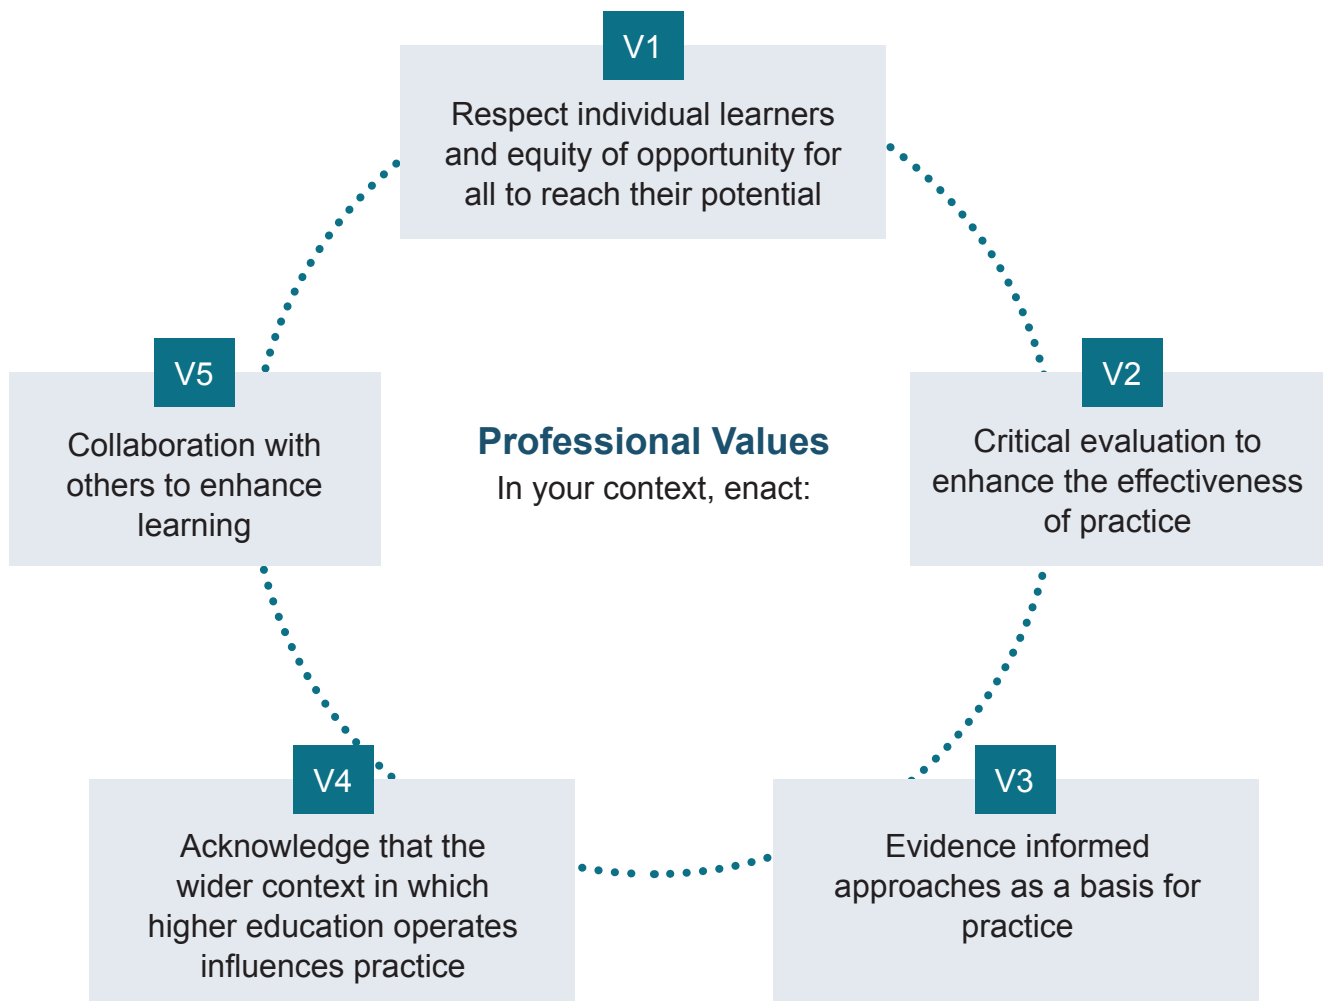 V1
Respect individual learners
and equity of opportunity for
all to reach their potential
V2
Critical evaluation to
enhance the effectiveness
of practice
V3
Evidence informed
approaches as a basis for
practice
V4
Acknowledge that the
wider context in which
higher education operates
influences practice
V5
Collaboration with
others to enhance
learning
Professional Values
In your context, enact: